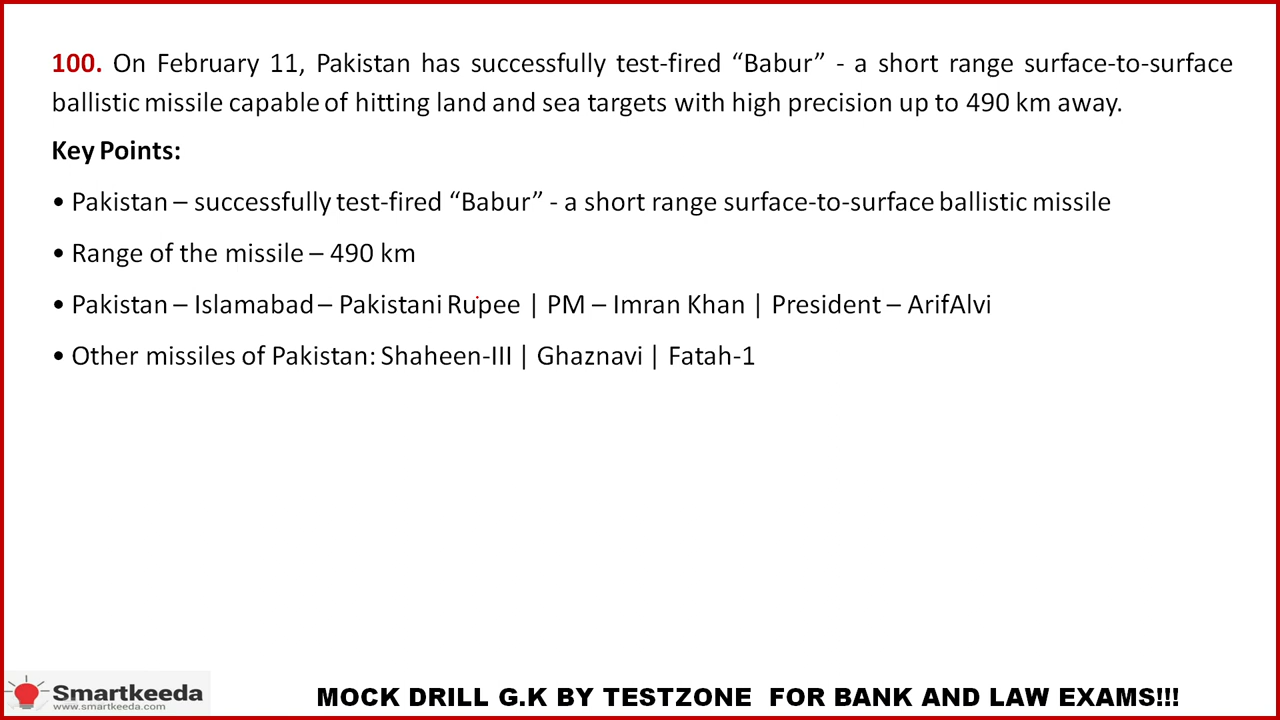 100. On February 11, Pakistan has successfully test-fired “Babur” - a short range surface-to-surface
ballistic missile capable of hitting land and sea targets with high precision up to 490 km away.
Key Points:
• Pakistan – successfully test-fired “Babur” - a short range surface-to-surface ballistic missile
• Range of the missile – 490 km
• Pakistan – Islamabad – Pakistani Rupee | PM – Imran Khan | President – ArifAlvi
• Other missiles of Pakistan: Shaheen-III | Ghaznavi | Fatah-1
Smartkeeda
www.smartkeeda.com
MOCK DRILL G.K BY TESTZONE FOR BANK AND LAW EXAMS!!!